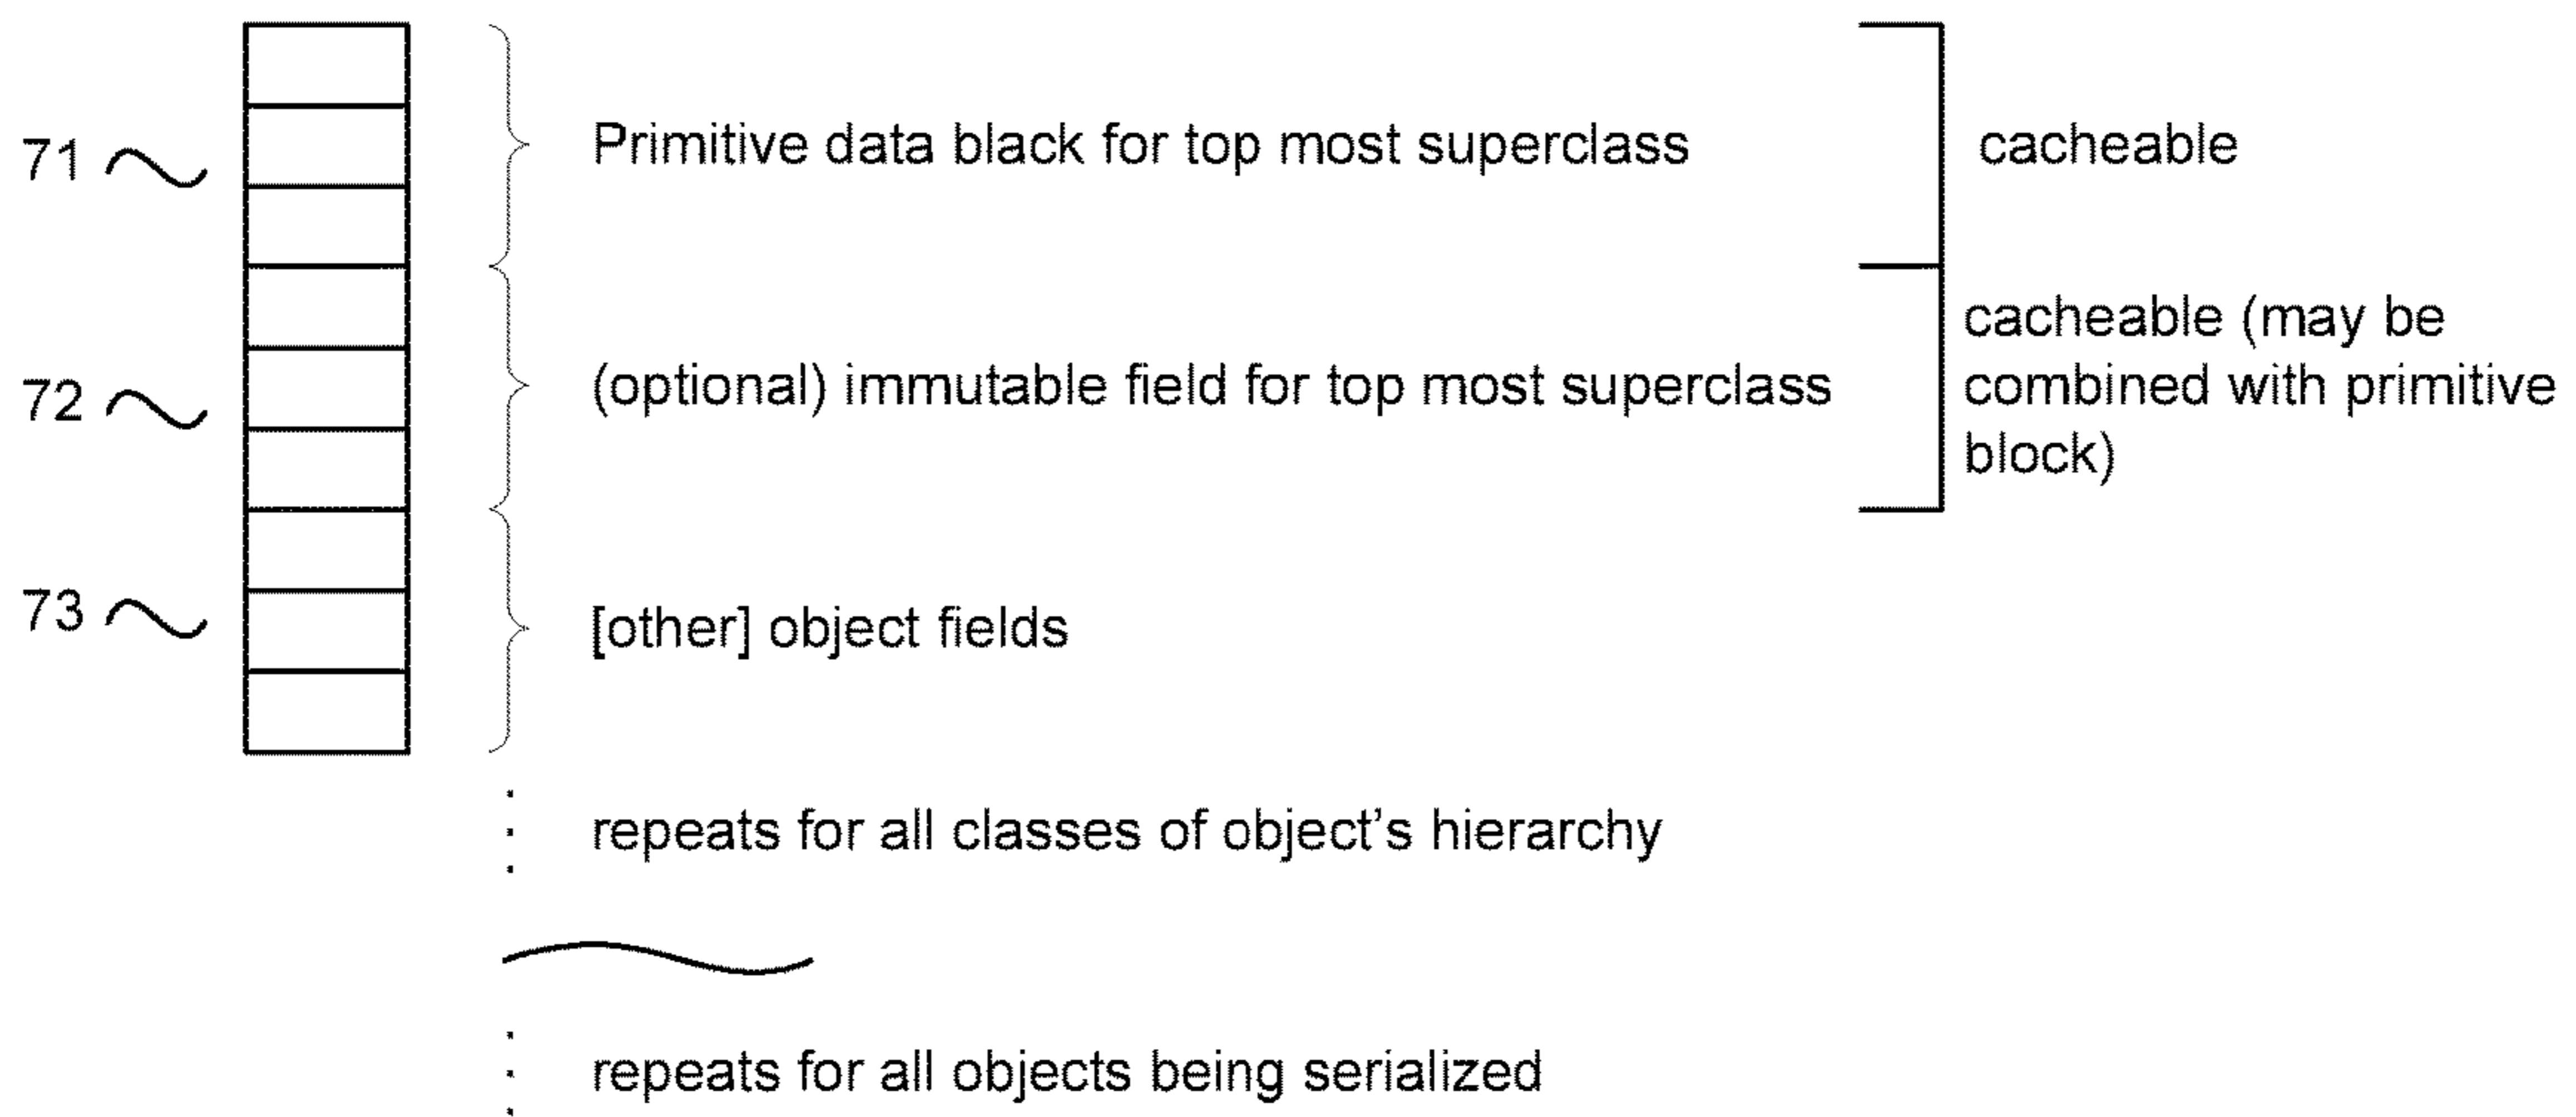 71
Primitive data black for top most superclass
cacheable
72
(optional) immutable field for top most superclass
cacheable (may be
combined with primitive
block)
73
[other] object fields
repeats for all classes of object's hierarchy
repeats for all objects being serialized